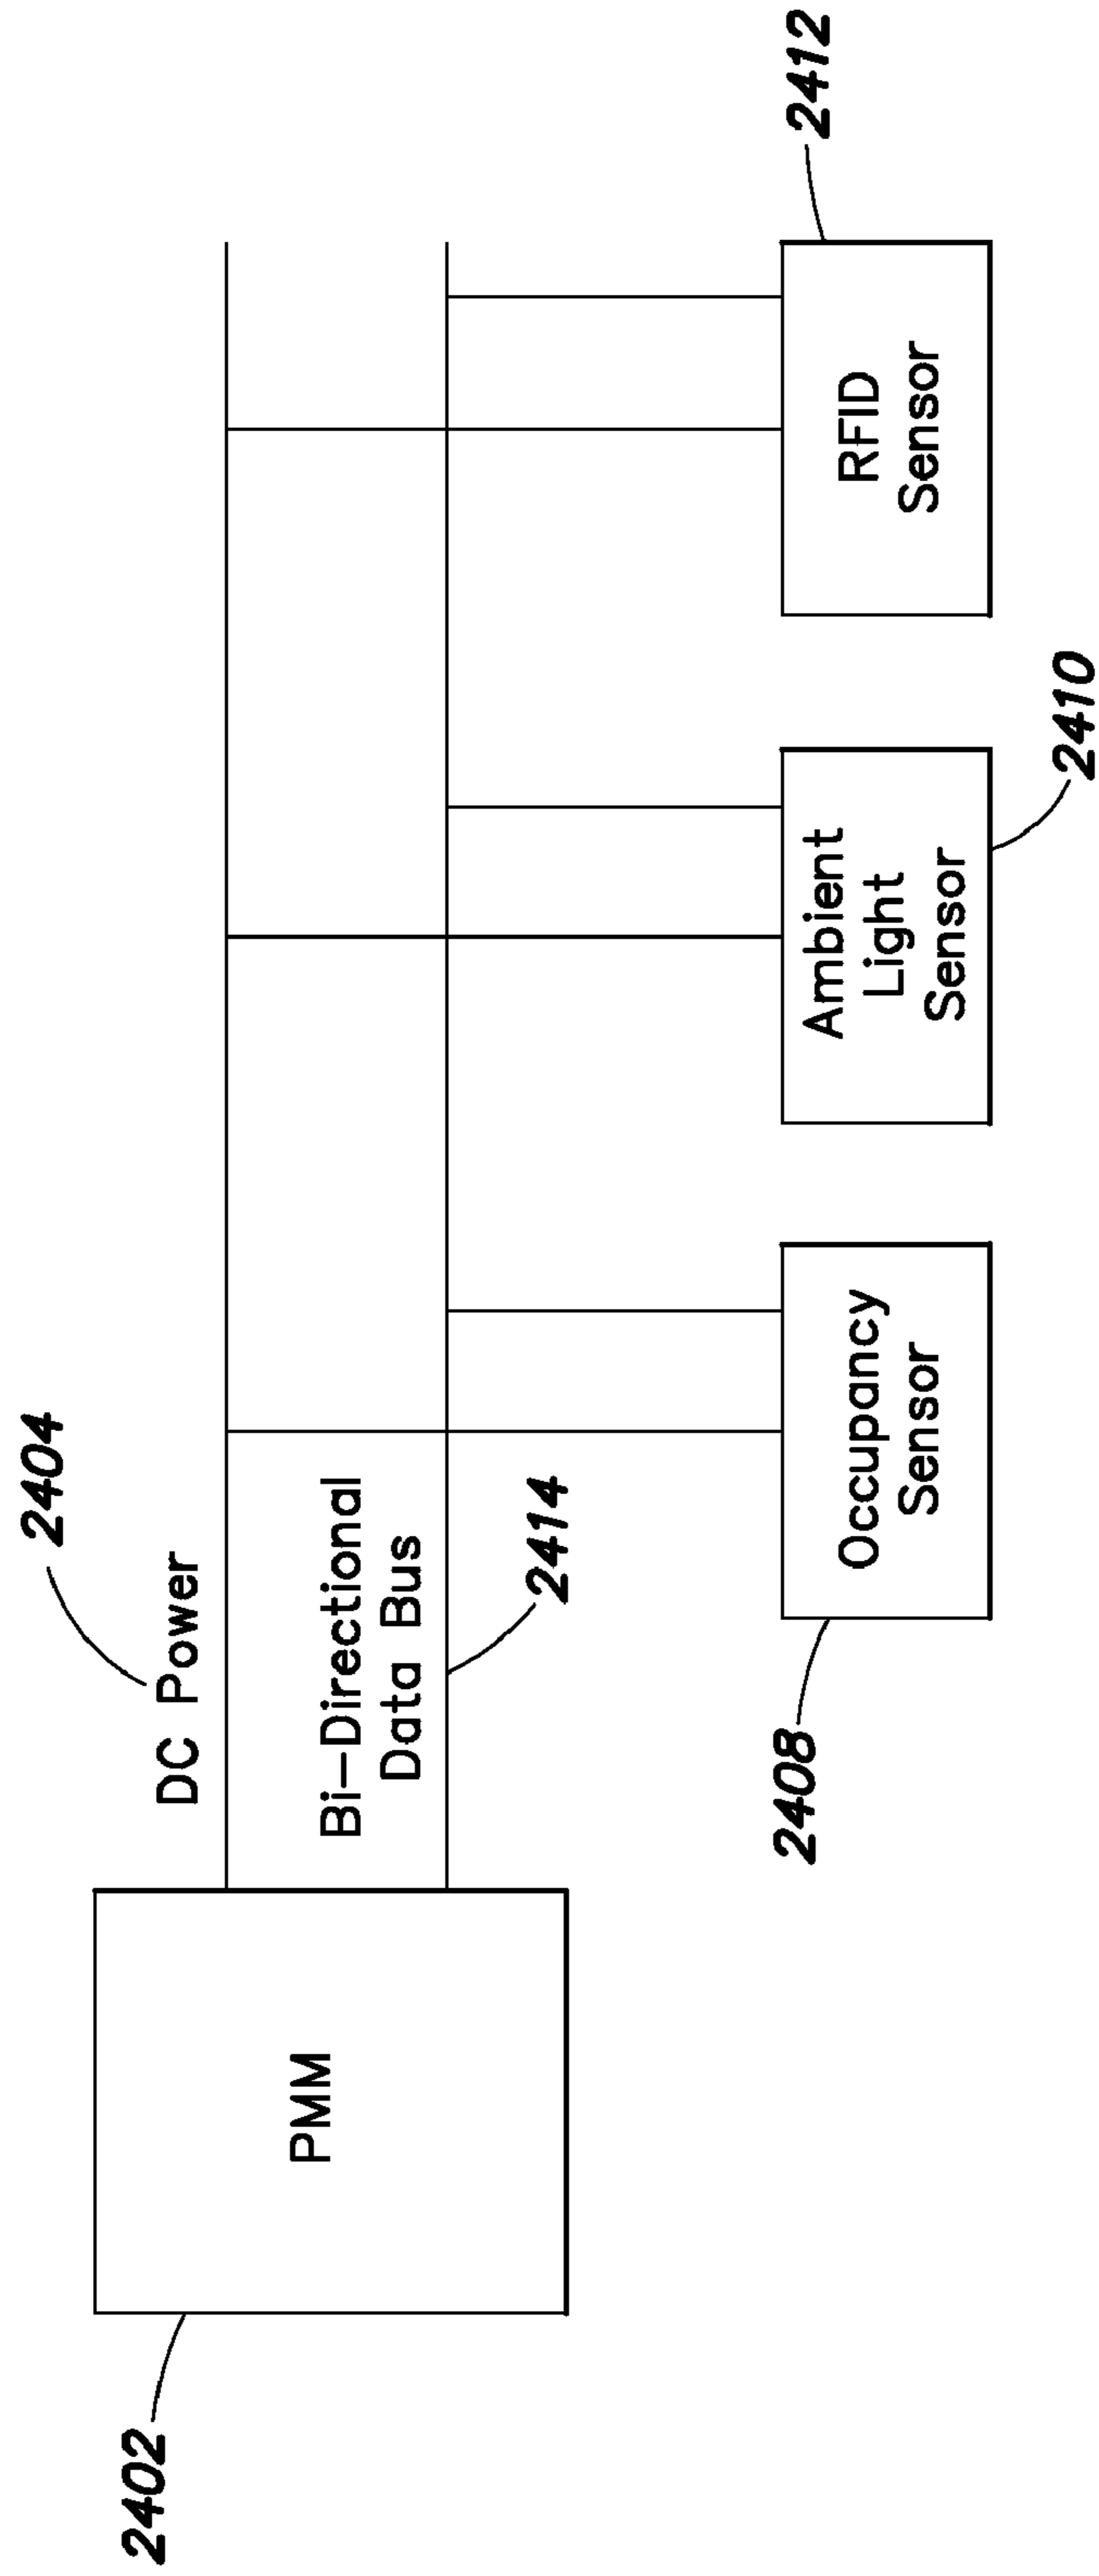 2404
DC Power
Bi-Directional
Data Bus
2414
PMM
2402
2408
Occupancy
Sensor
Ambient
Light
Sensor
2410
RFID
Sensor
2412